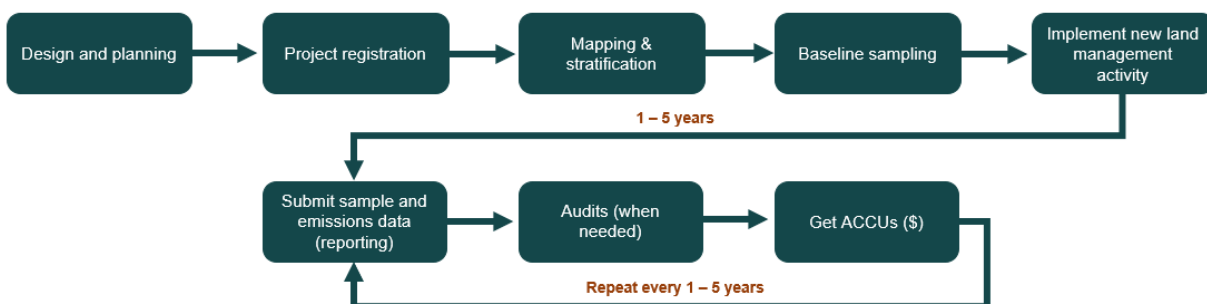 Design and planning
Project registration
Mapping &
stratification
Baseline sampling
Implement new land
management
activity
1 – 5 years
Submit sample and
emissions data
(reporting)
Audits (when
needed)
Get ACCUs ($)
Repeat every 1 – 5 years